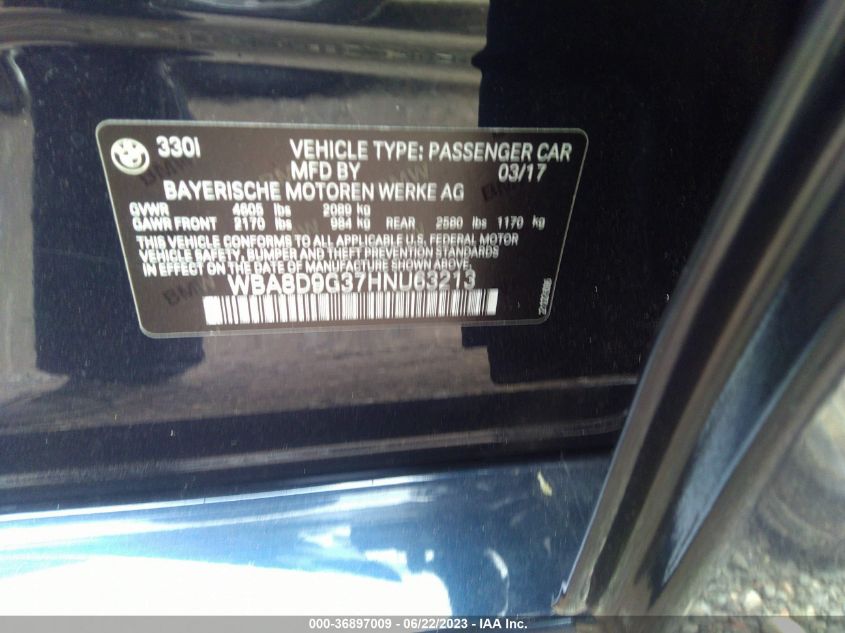 330I VEHICLE TYPE: PASSENGER CAR
MFD BY 03/17
BAYERISCHE MOTOREN WERKE AG
GVWR 4605 lbs 2089 kg
GAWR FRONT 2170 lbs 984 kg REAR 2580 lbs 1170 kg
THIS VEHICLE CONFORMS TO ALL APPLICABLE U.S. FEDERAL MOTOR
VEHICLE SAFETY, BUMPER AND THEFT PREVENTION STANDARDS
IN EFFECT ON THE DATE OF MANUFACTURE SHOWN ABOVE.
WBA8D9G37HNU63213
000-36897009 - 06/22/2023 - IAA Inc.